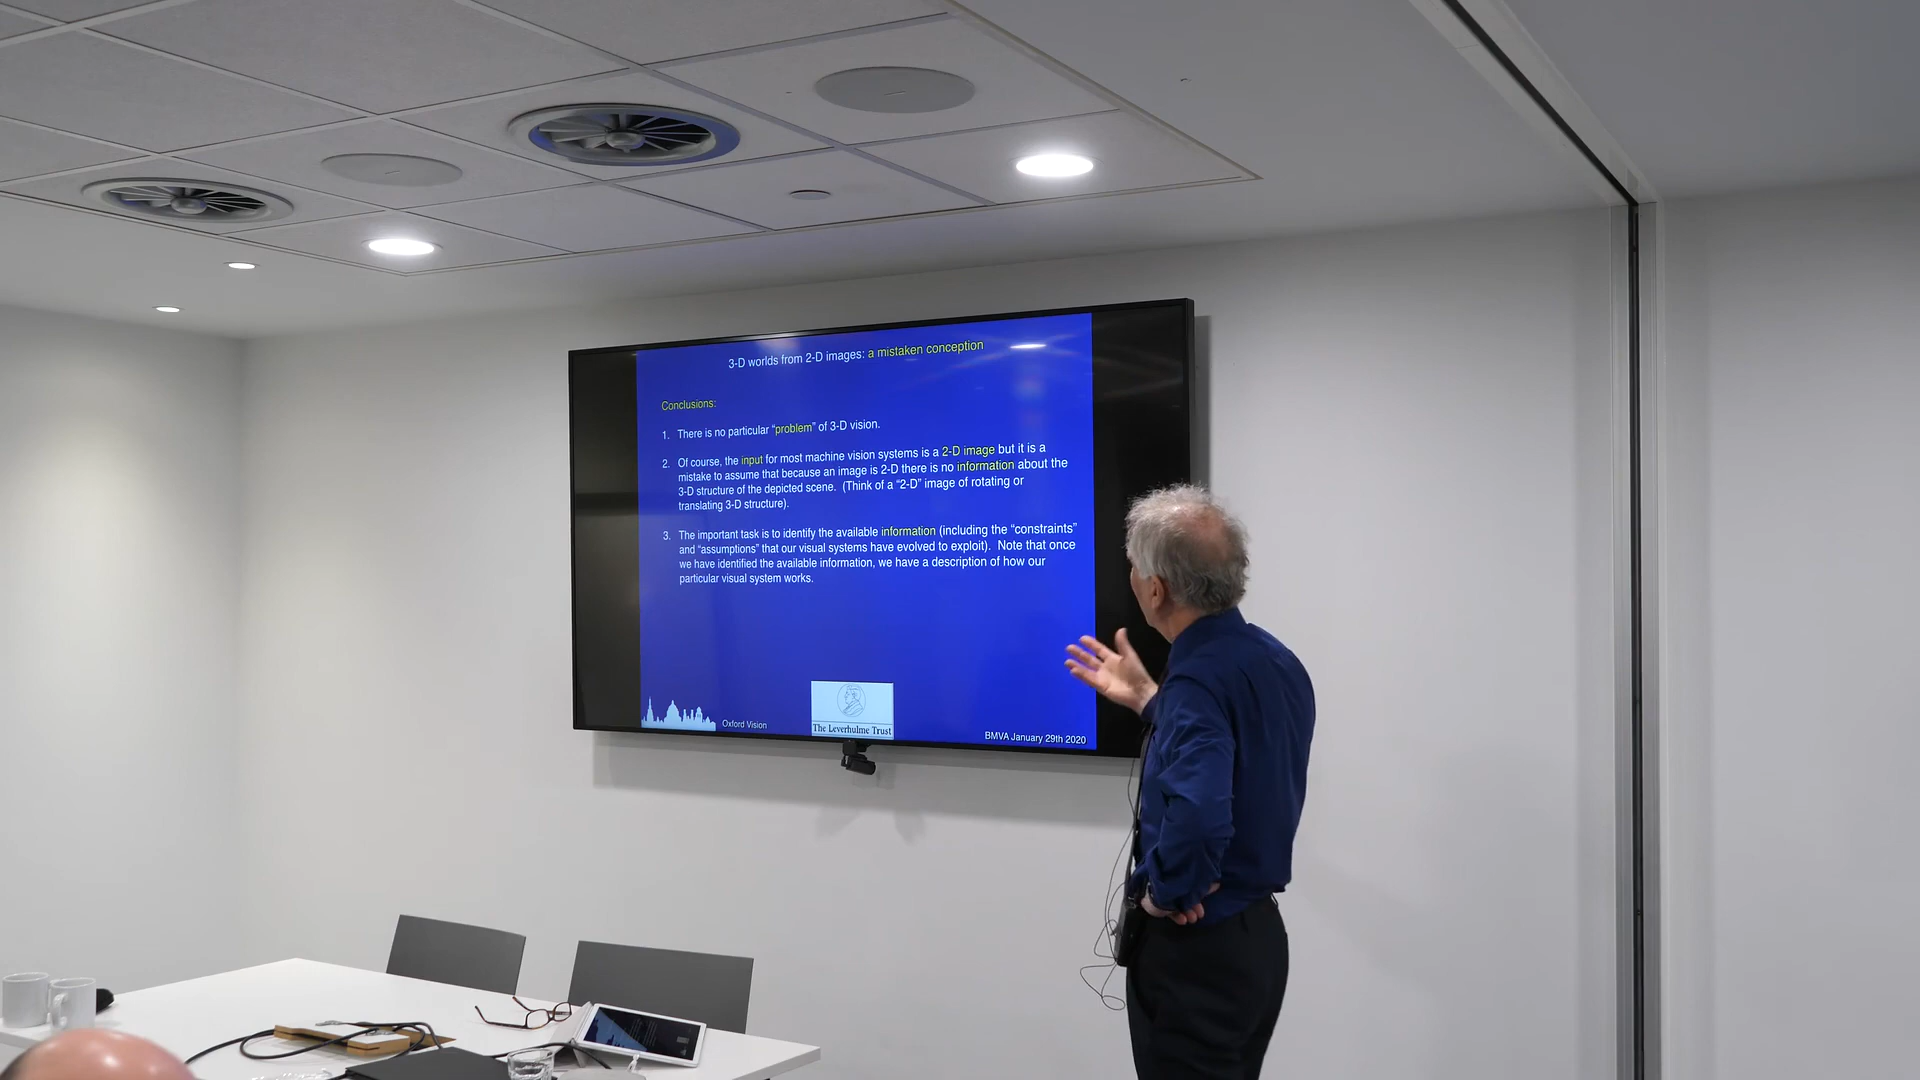 3-D worlds from 2-D images: a mistaken conception
Conclusions:
1. There is no particular “problem” of 3-D vision.
2. Of course, the input for most machine vision systems is a 2-D image but it is a
mistake to assume that because an image is 2-D there is no information about the
3-D structure of the depicted scene. (Think of a “2-D” image of rotating or
translating 3-D structure).
3. The important task is to identify the available information (including the “constraints”
and “assumptions” that our visual systems have evolved to exploit). Note that once
we have identified the available information, we have a description of how our
particular visual system works.
Oxford Vision
The Leverhulme Trust
BMVA January 29th 2020